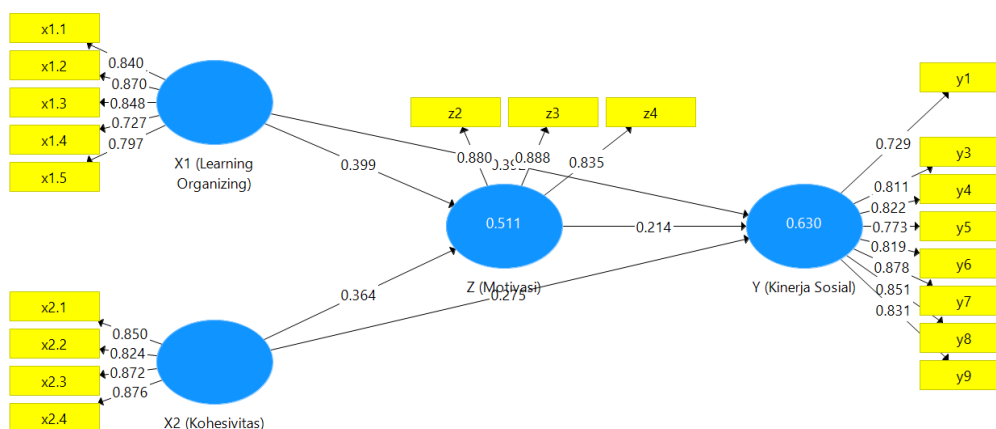 x1.1
x1.2
x1.3
x1.4
x1.5
0.840
0.870
0.848
0.727
0.797
X1 (Learning
Organizing)
z2
z3
z4
0.880
0.888
0.835
0.399
0.511
Z (Motivasi)
0.214
0.364
0.275
x2.1
x2.2
x2.3
x2.4
0.850
0.824
0.872
0.876
X2 (Kohesivitas)
0.630
Y (Kinerja Sosial)
0.729
0.811
0.822
0.773
0.819
0.878
0.851
0.831
y1
y3
y4
y5
y6
y7
y8
y9